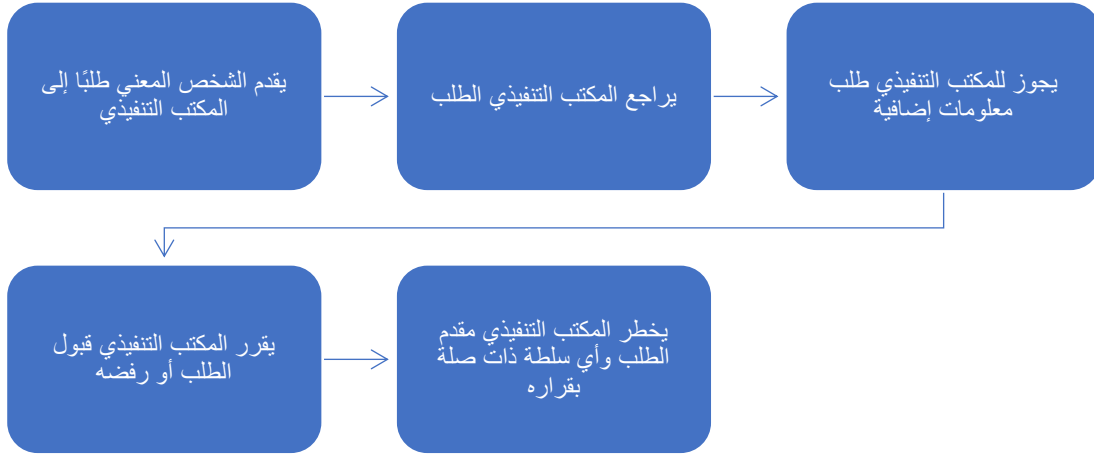 يقدم الشخص المعني طلبًا إلى
المكتب التنفيذي
يراجع المكتب التنفيذي الطلب
يجوز للمكتب التنفيذي طلب
معلومات إضافية
يقرر المكتب التنفيذي قبول
الطلب أو رفضه
يخطر المكتب التنفيذي مقدم
الطلب وأي سلطة ذات صلة
بقراره